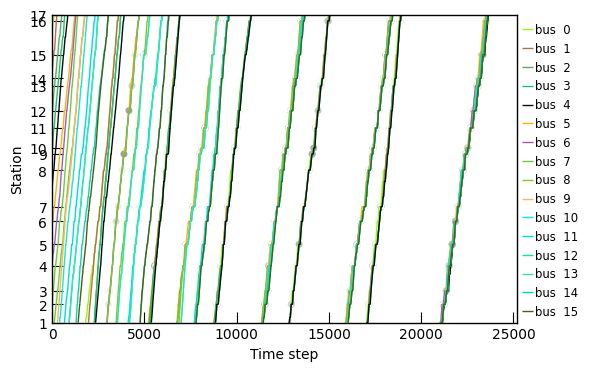 17
16
15
14
13
12
11
10
9
8
7
6
5
4
3
2
1
Station
0 5000 10000 15000 20000 25000
Time step
bus 0
bus 1
bus 2
bus 3
bus 4
bus 5
bus 6
bus 7
bus 8
bus 9
bus 10
bus 11
bus 12
bus 13
bus 14
bus 15